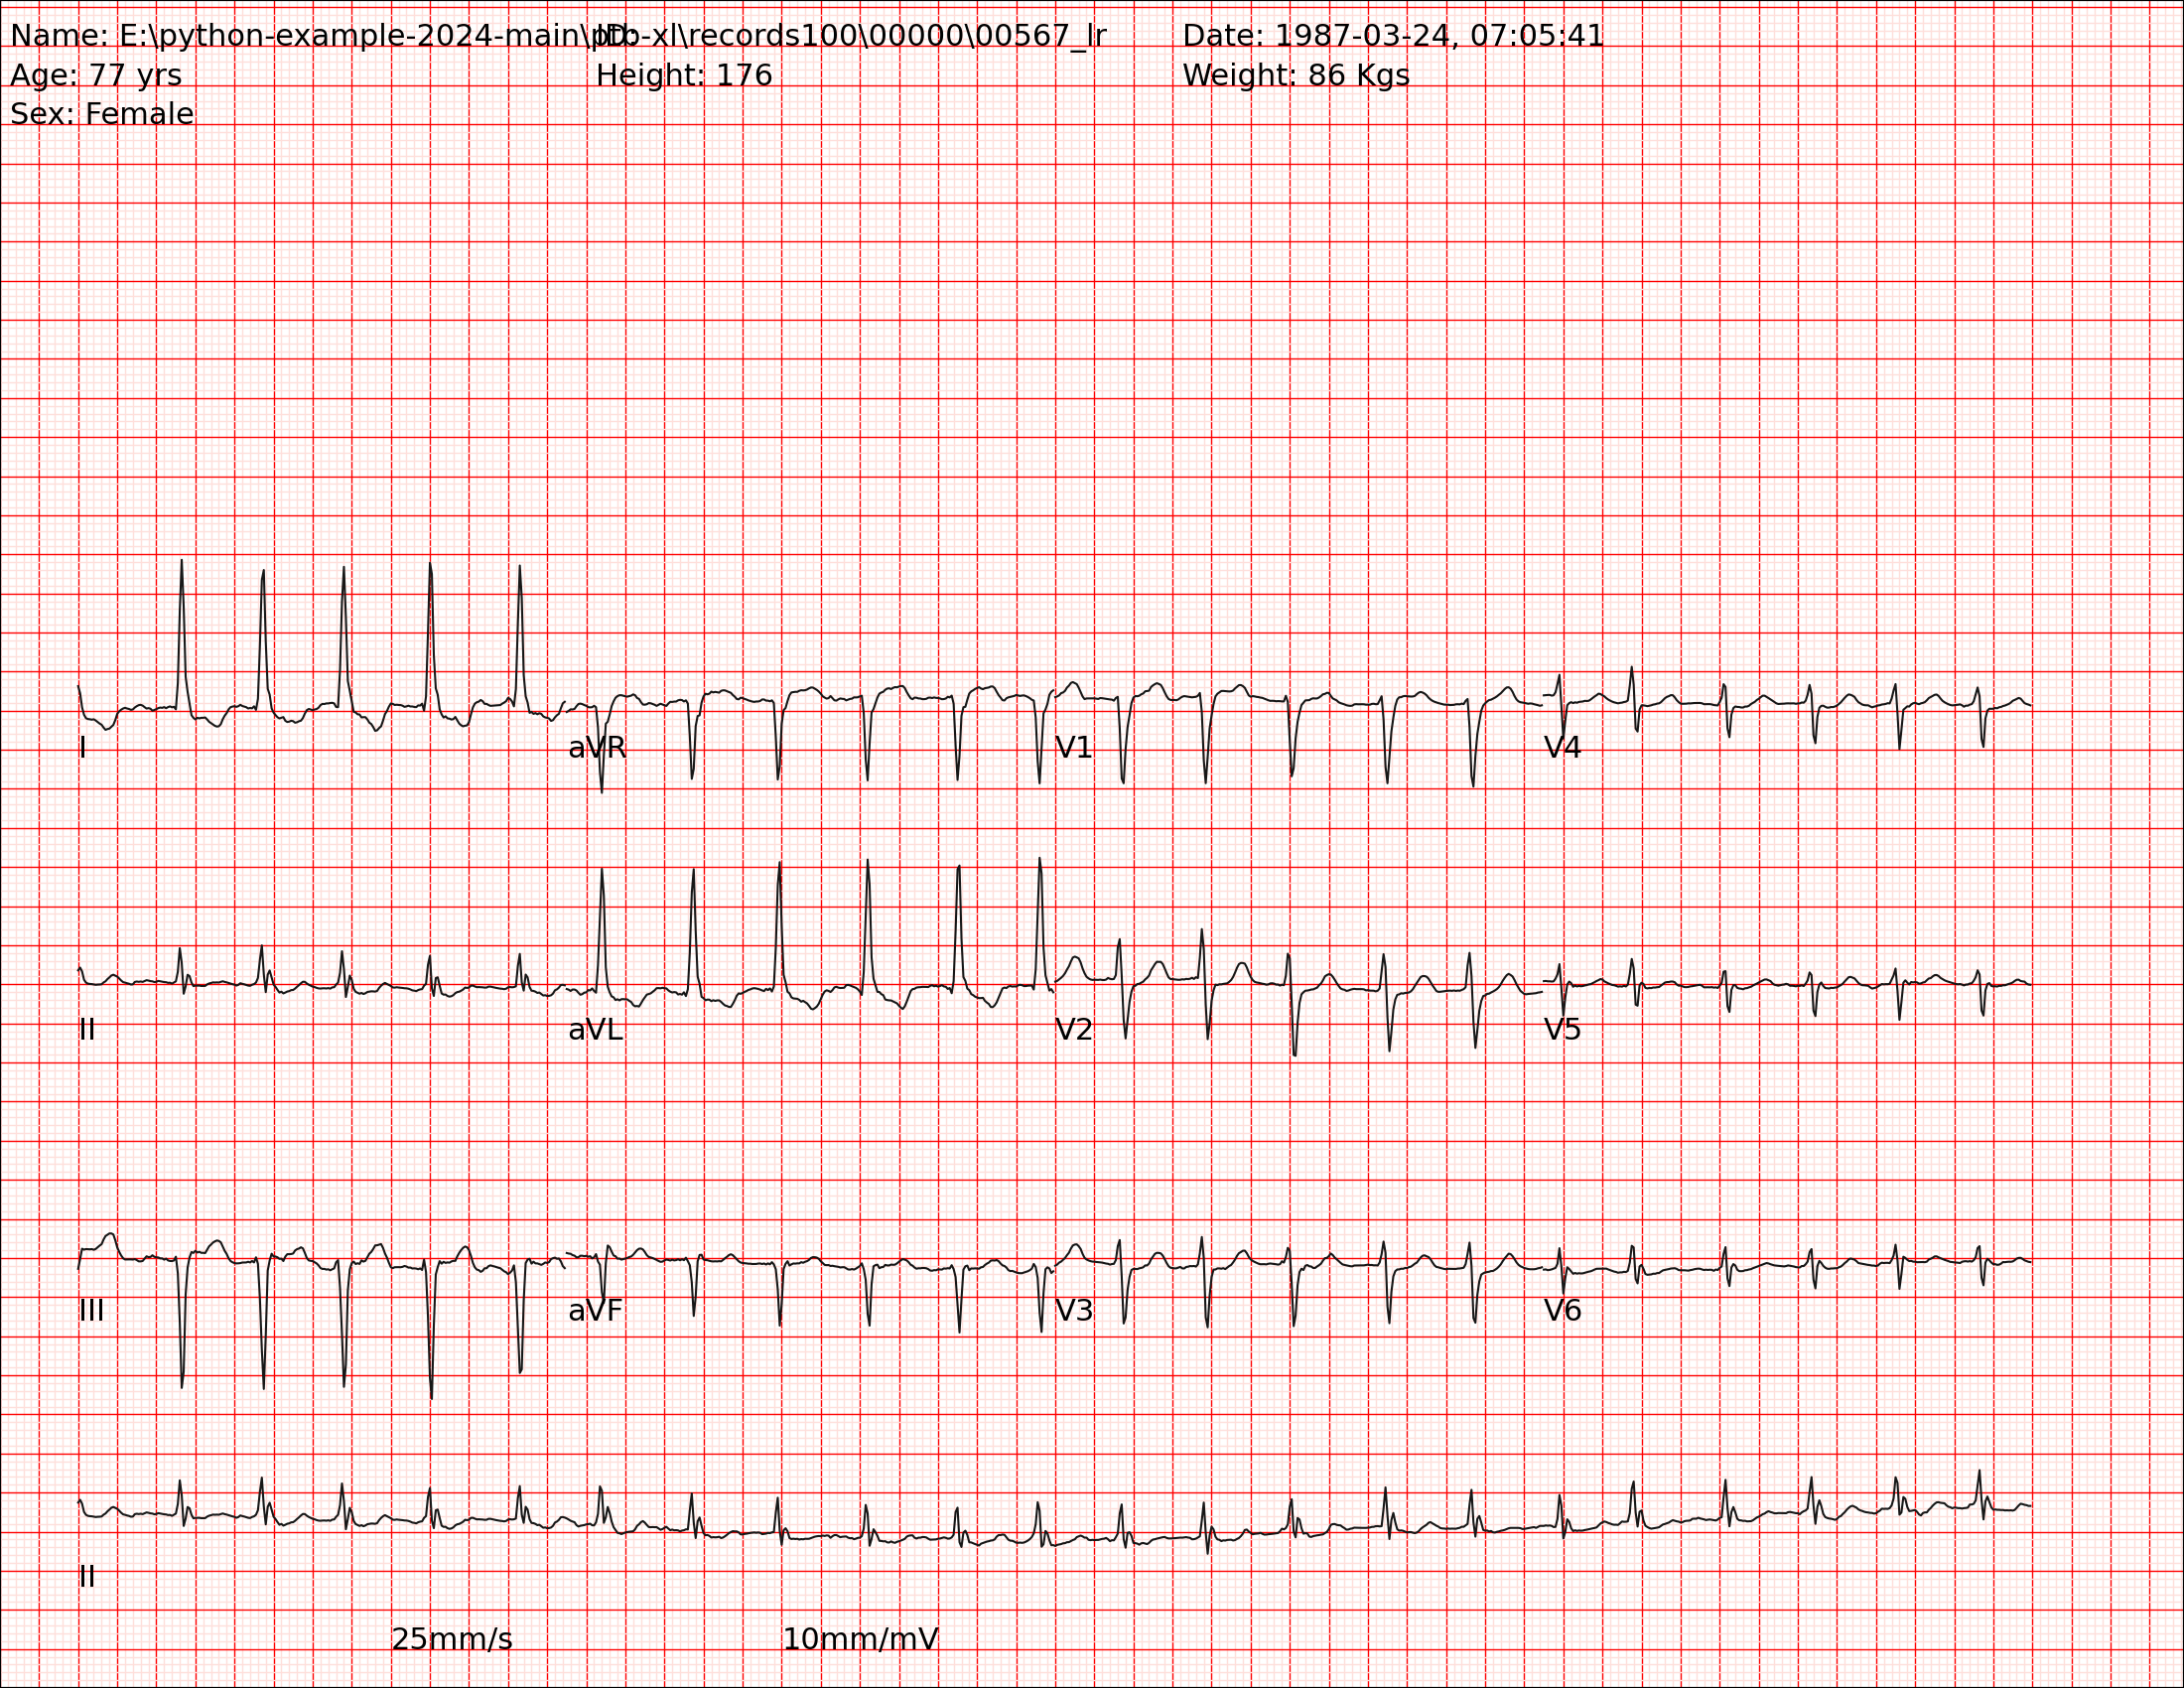 Name: E:\python-example-2024-main\ptb-xl\records100\00000\00567_lr ID: Date: 1987-03-24, 07:05:41
Age: 77 yrs Height: 176 Weight: 86 Kgs
Sex: Female
I aVR V1 V4
II aVL V2 V5
III aVF V3 V6
II
25mm/s 10mm/mV